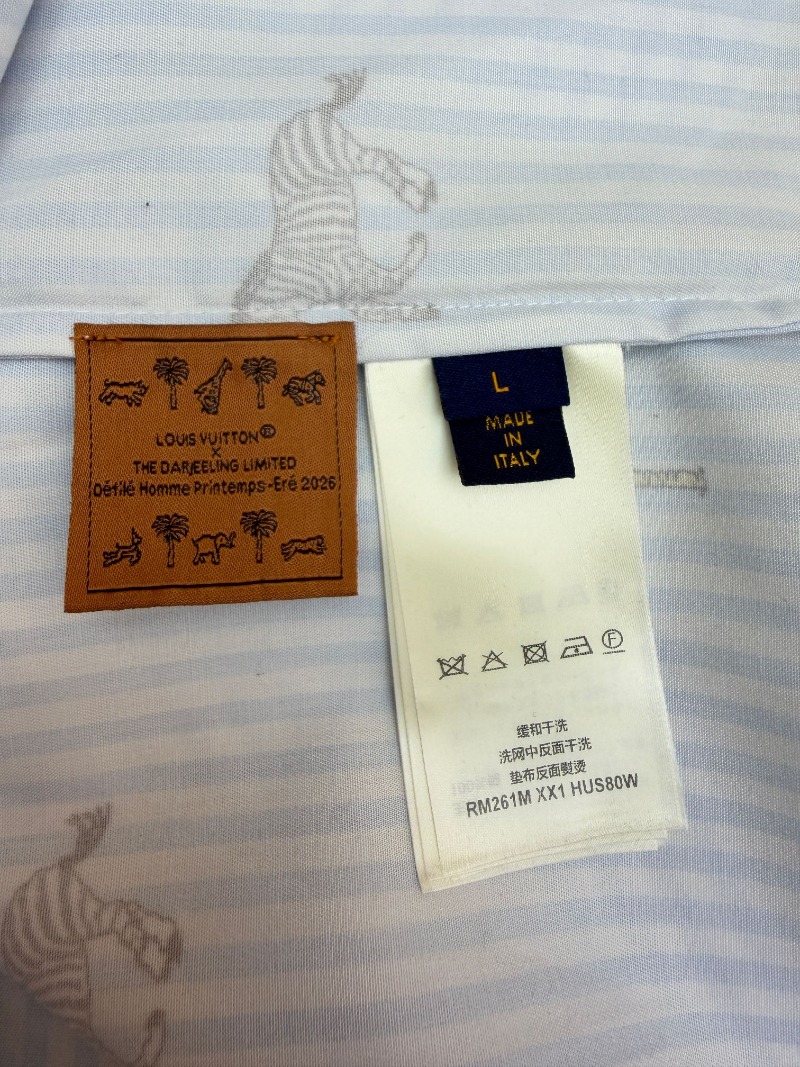 LOUIS VUITTON®
X
THE DARJEELING LIMITED
Défilé Homme Printemps-Eré 2026
L
MADE
IN
ITALY
F
缓和干洗
洗网中反面干洗
垫布反面熨烫
RM261M XX1 HUS80W